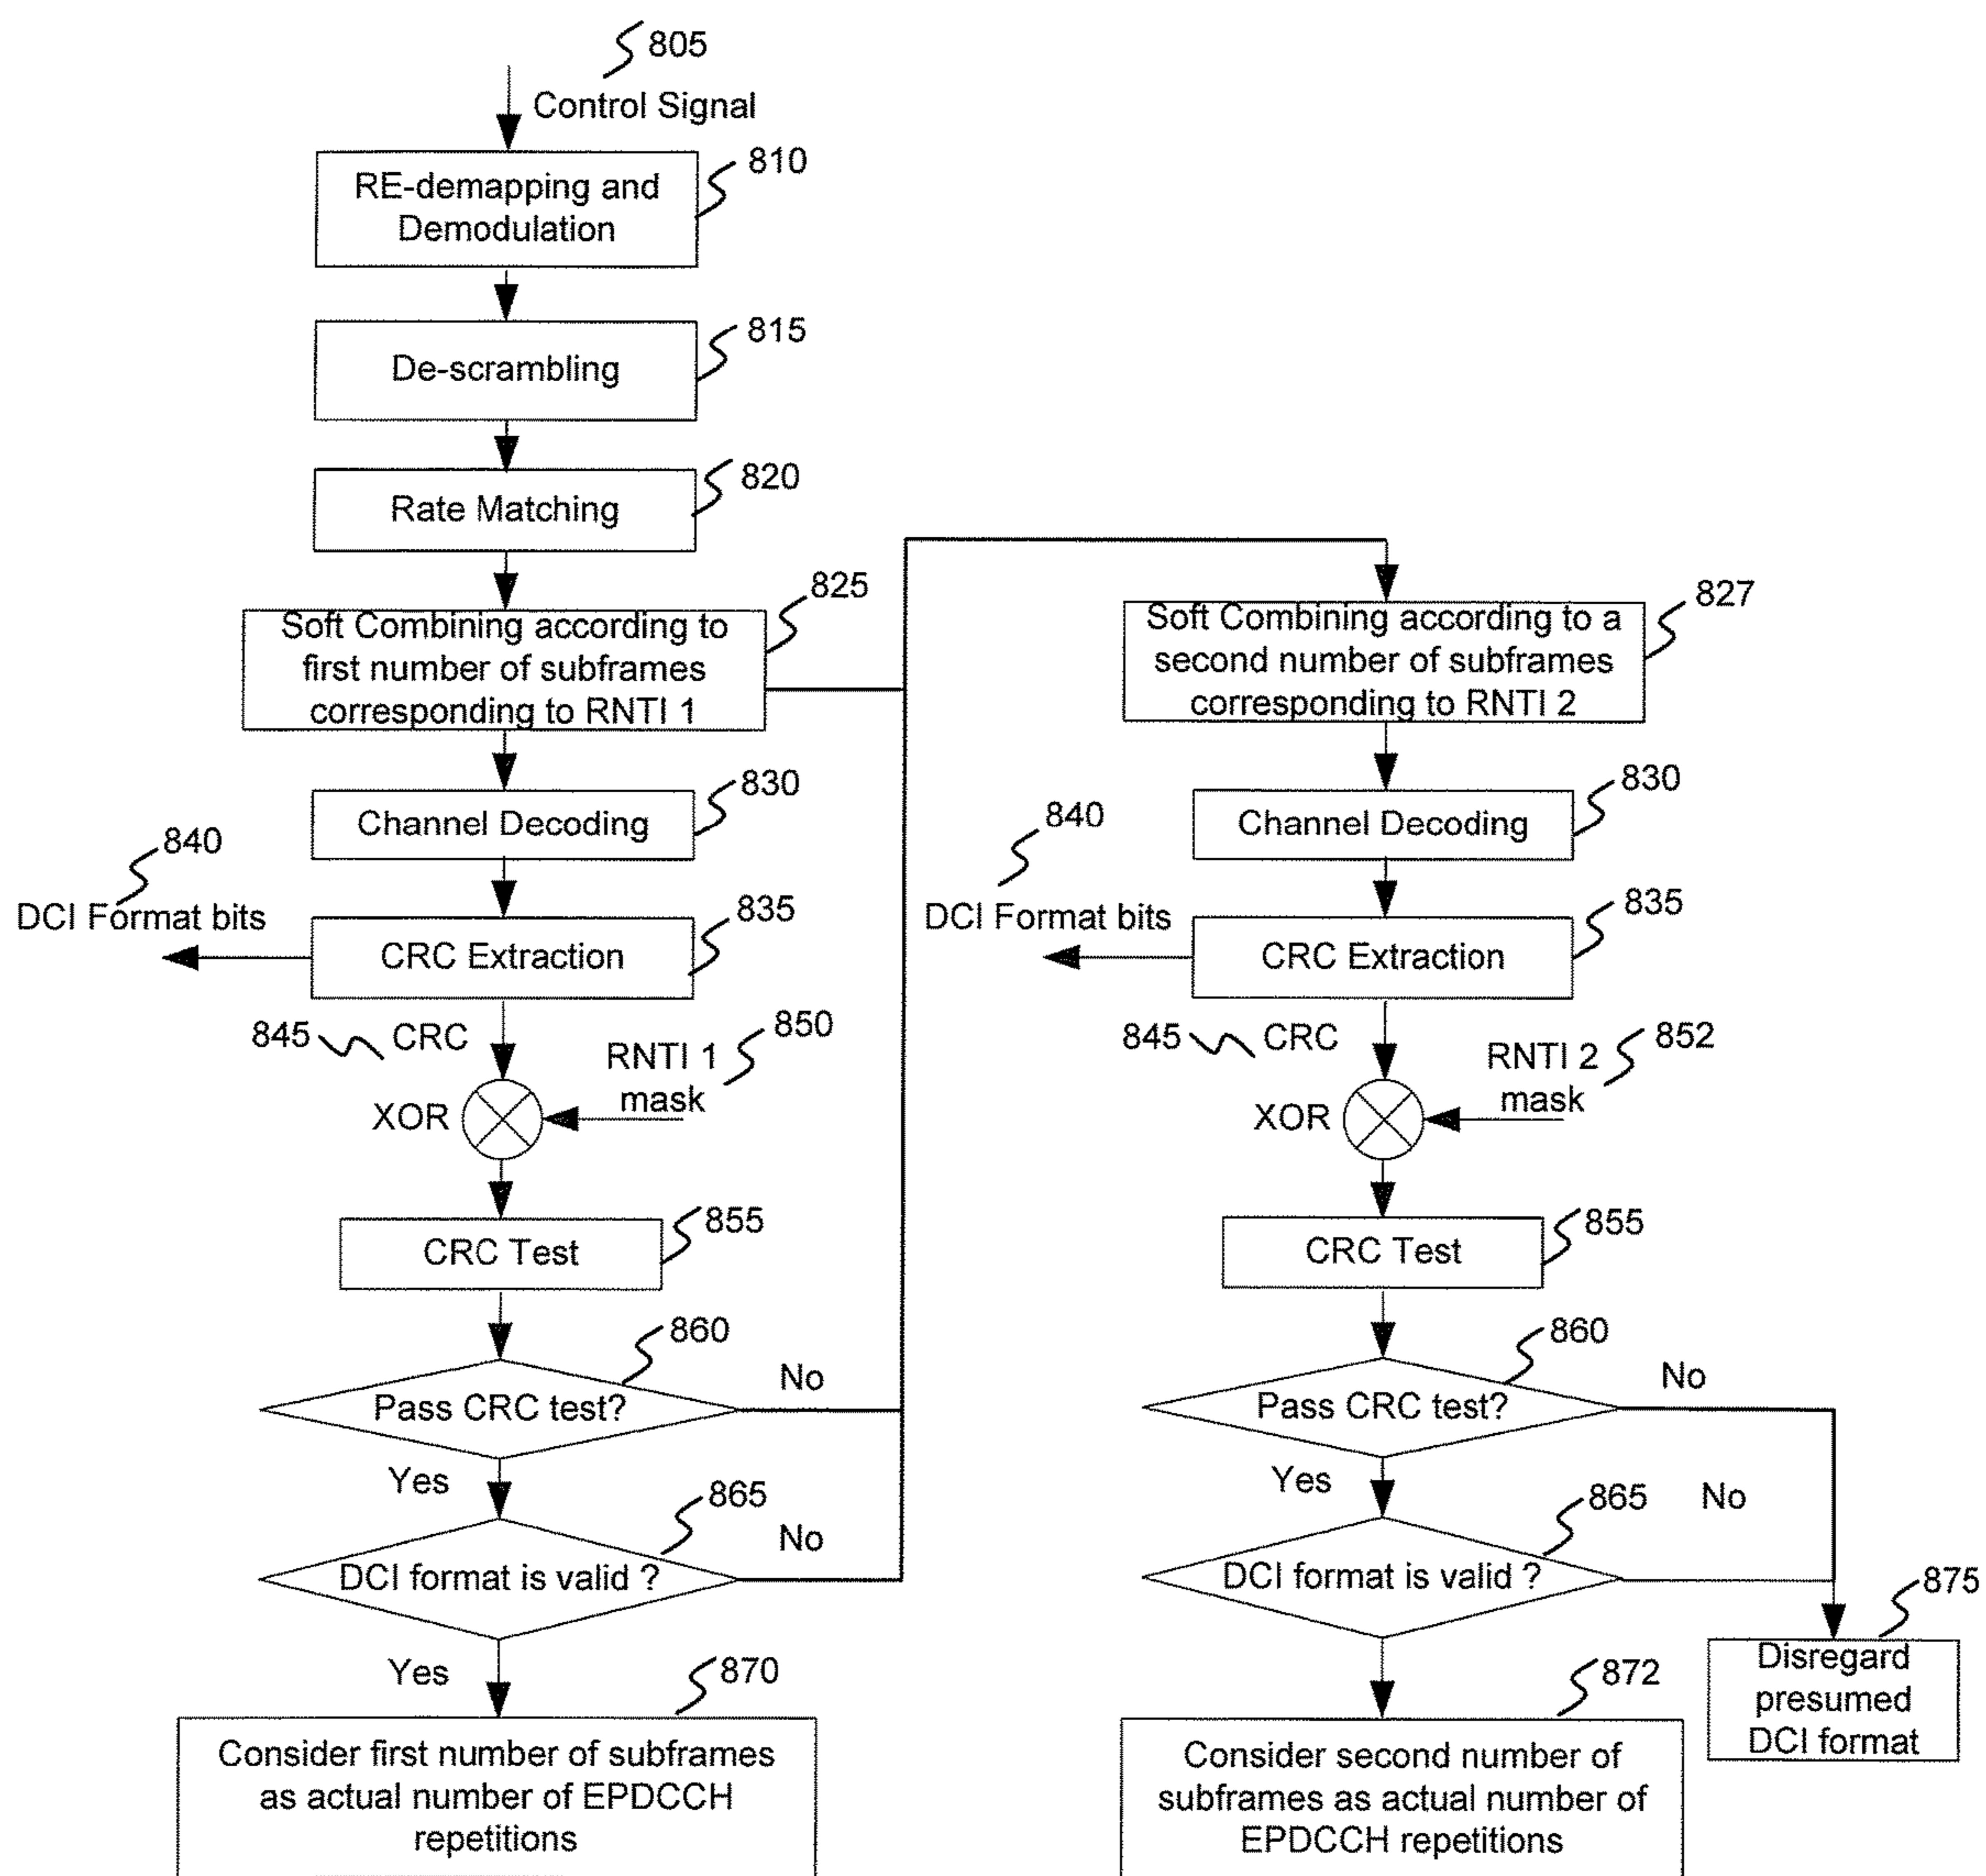 805
Control Signal
RE-demapping and
Demodulation
810
De-scrambling
815
Rate Matching
820
Soft Combining according to
first number of subframes
corresponding to RNTI 1
825
Channel Decoding
830
840
DCI Format bits
CRC Extraction
835
845
CRC
RNTI 1
mask
850
XOR
CRC Test
855
860
Pass CRC test?
No
Yes
865
DCI format is valid ?
No
Yes
870
Consider first number of subframes
as actual number of EPDCCH
repetitions
Soft Combining according to a
second number of subframes
corresponding to RNTI 2
827
Channel Decoding
830
840
DCI Format bits
CRC Extraction
835
845
CRC
RNTI 2
mask
852
XOR
CRC Test
855
860
Pass CRC test?
No
Yes
865
No
DCI format is valid ?
875
Disregard
presumed
DCI format
872
Consider second number of
subframes as actual number of
EPDCCH repetitions